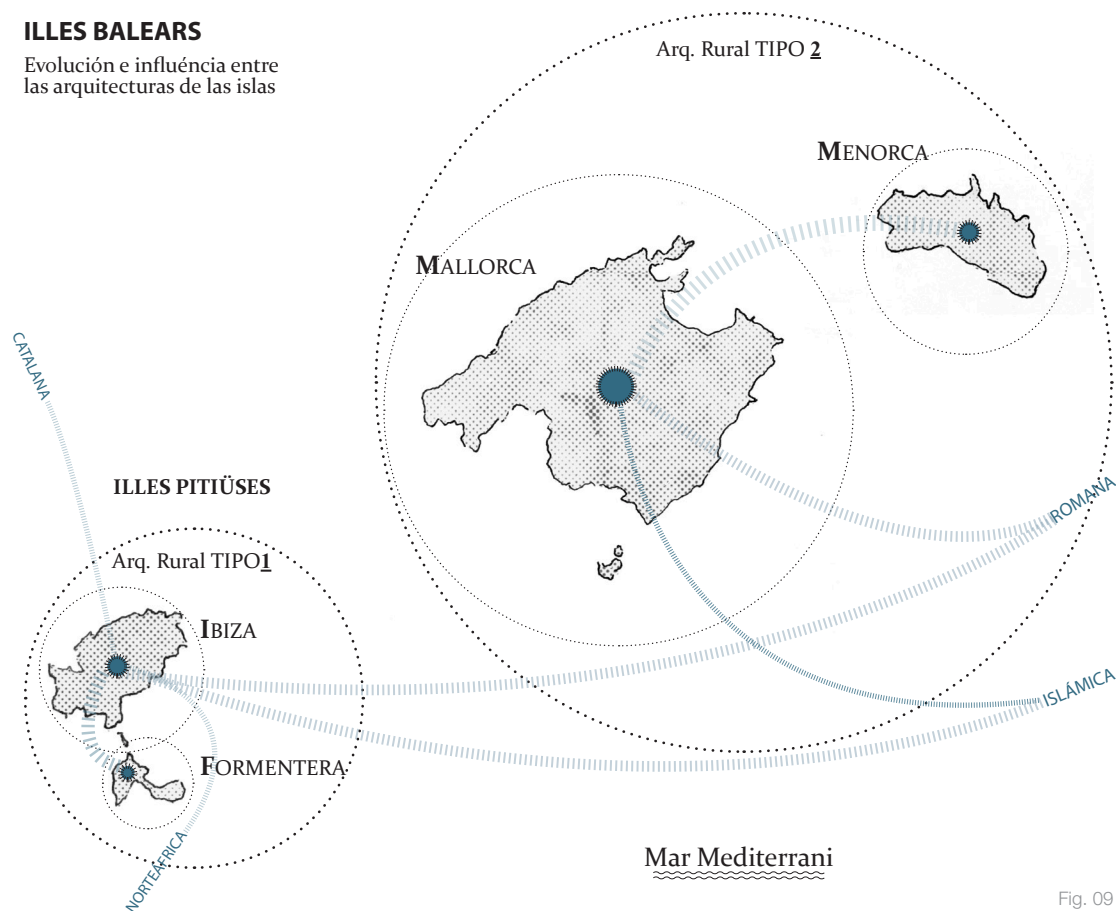 ILLES BALEARS
Evolución e influéncia entre
las arquitecturas de las islas
Arq. Rural TIPO 2
MENORCA
MALLORCA
CATALANA
ILLES PITIÜSES
ROMANA
Arq. Rural TIPO1
IBIZA
ISLÁMICA
FORMENTERA
NORTEÁFRICA
Mar Mediterrani
Fig. 09